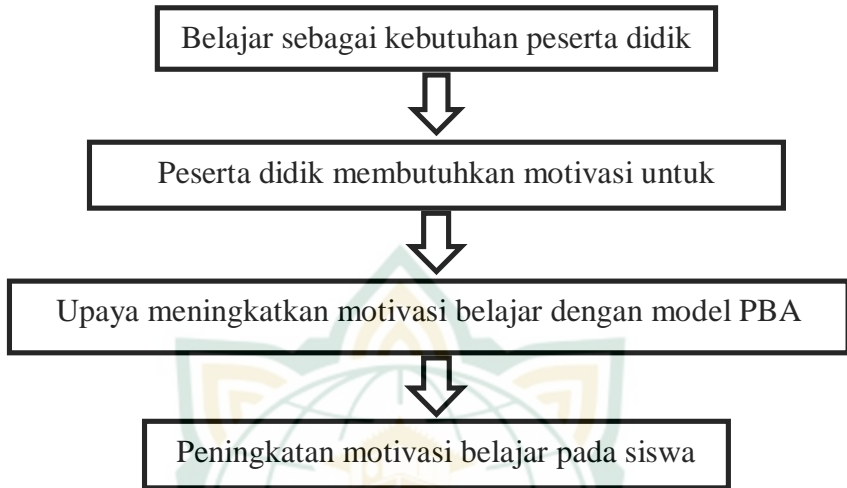 Belajar sebagai kebutuhan peserta didik
Peserta didik membutuhkan motivasi untuk
Upaya meningkatkan motivasi belajar dengan model PBA
Peningkatan motivasi belajar pada siswa